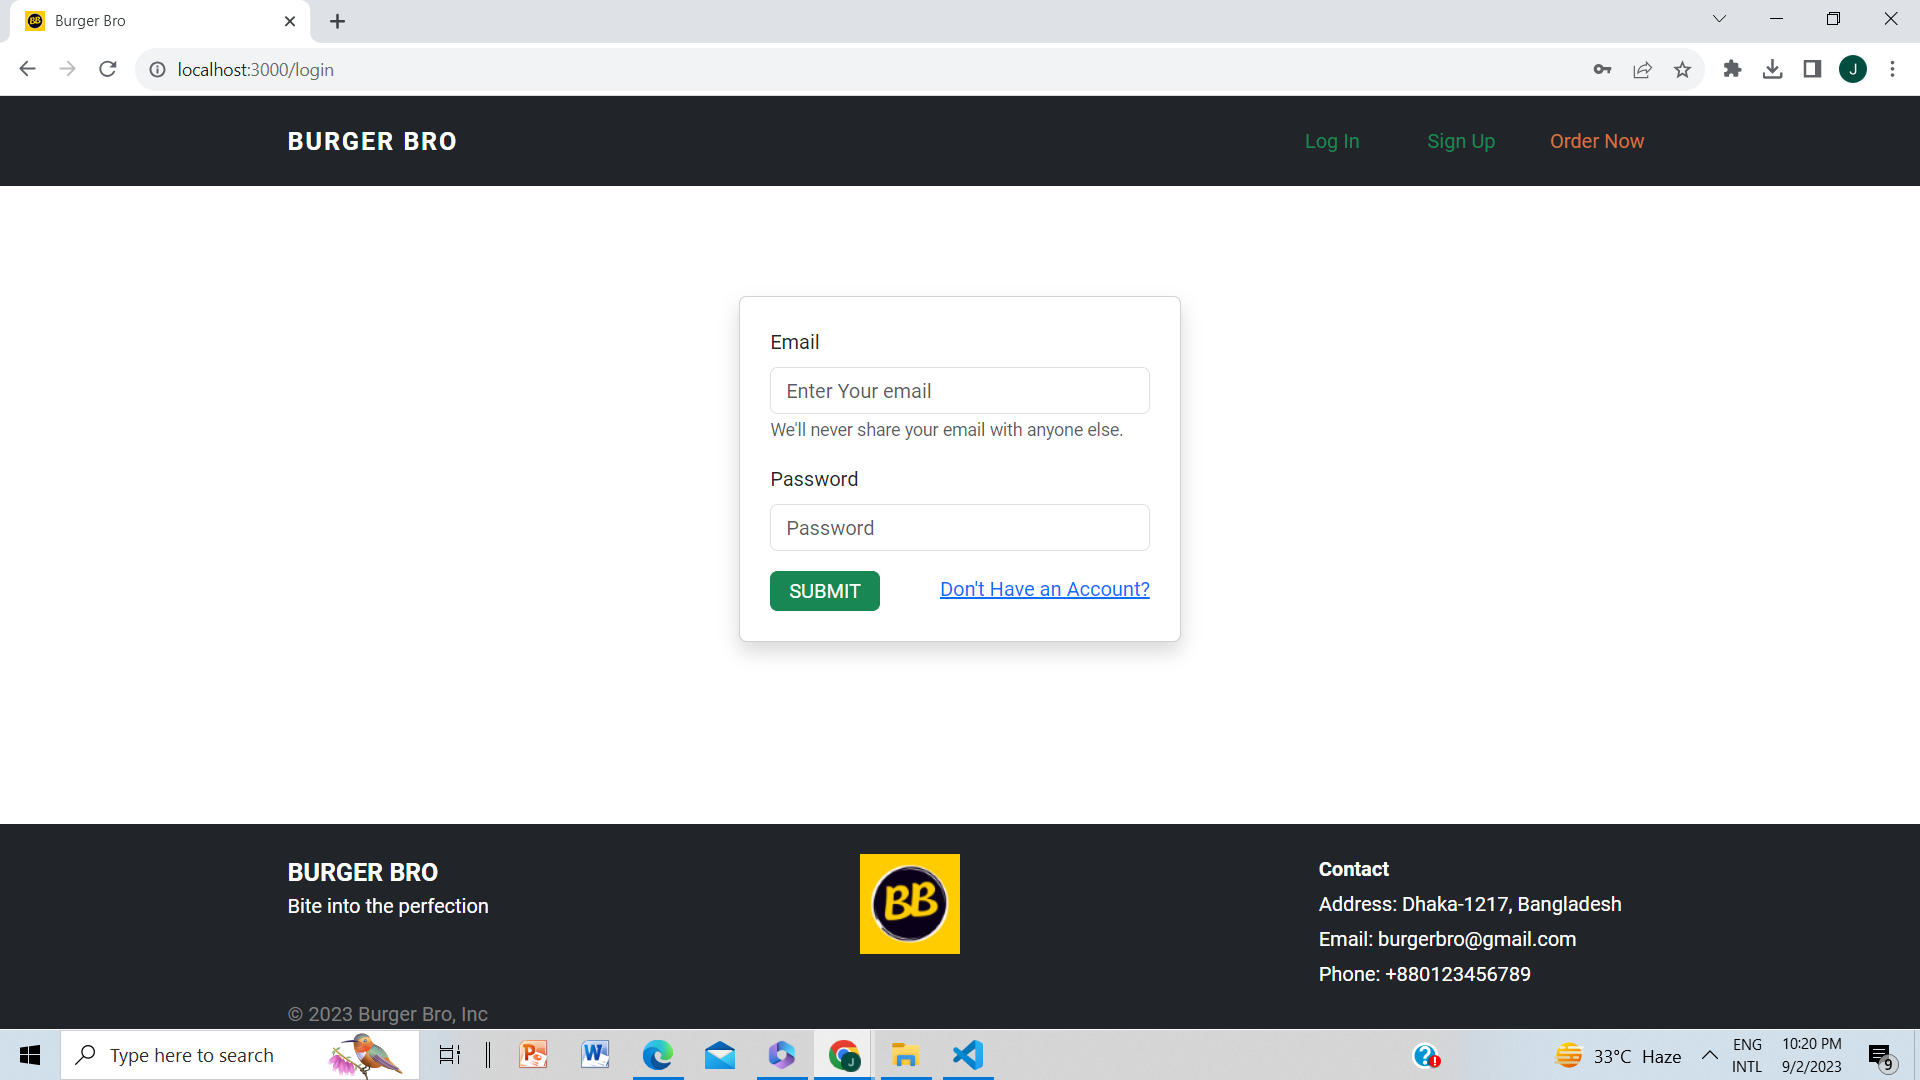 Burger Bro
localhost:3000/login
J
BURGER BRO
Log In
Sign Up
Order Now
Email
Enter Your email
We'll never share your email with anyone else.
Password
Password
SUBMIT
Don't Have an Account?
BURGER BRO
Bite into the perfection
© 2023 Burger Bro, Inc
BB
Contact
Address: Dhaka-1217, Bangladesh
Email: burgerbro@gmail.com
Phone: +880123456789
Type here to search
33°C Haze
ENG
INTL
10:20 PM
9/2/2023
9